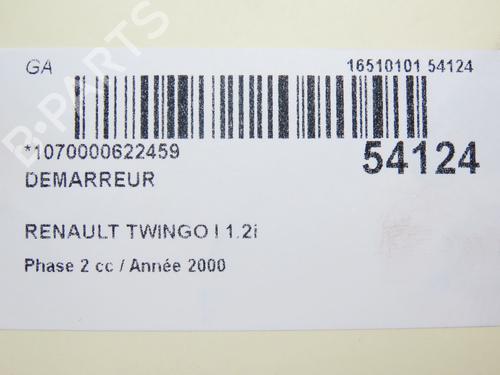 GA
16510101 54124
*1070000622459
54124
DEMARREUR
RENAULT TWINGO I 1.2i
Phase 2 cc / Année 2000
B-PARTS